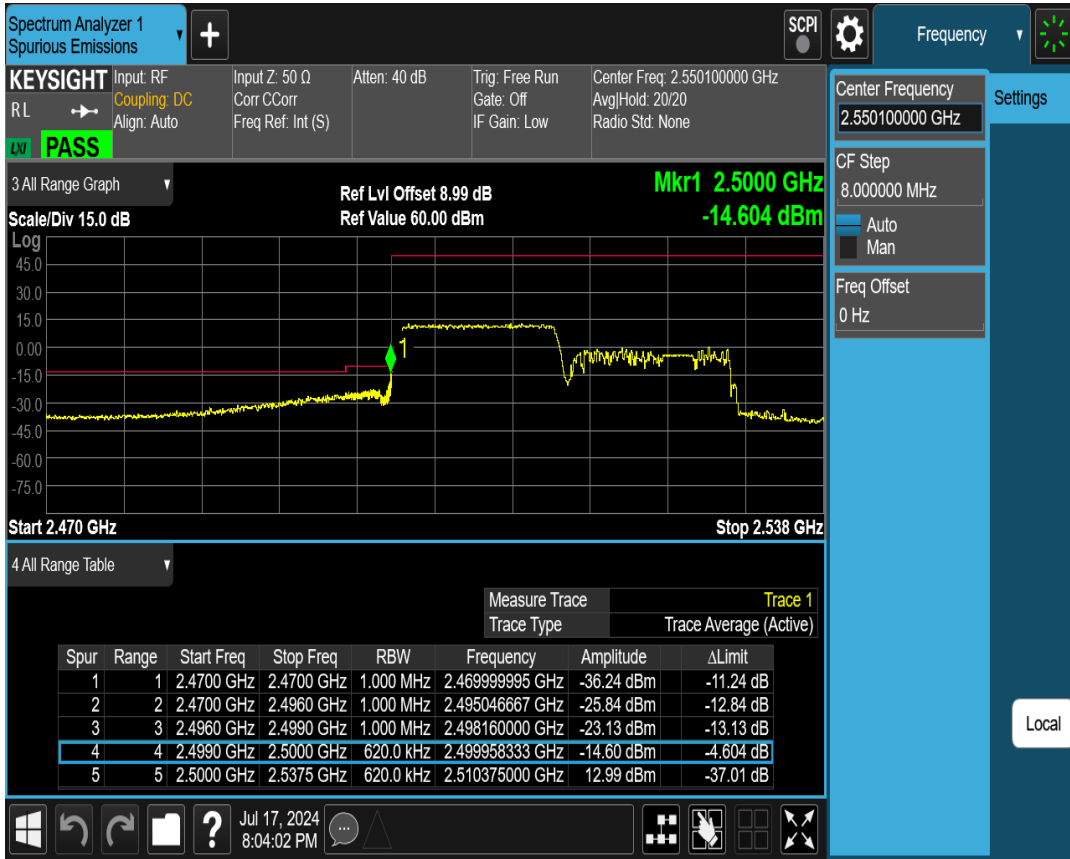 Spectrum Analyzer 1
Spurious Emissions
+
SCPI
Frequency
KEYSIGHT
RL
LXI
PASS
Input: RF
Coupling: DC
Align: Auto
Input Z: 50 Ω
Corr CCorr
Freq Ref: Int (S)
Atten: 40 dB
Trig: Free Run
Gate: Off
IF Gain: Low
Center Freq: 2.550100000 GHz
Avg|Hold: 20/20
Radio Std: None
Center Frequency
2.550100000 GHz
Settings
CF Step
8.000000 MHz
Auto
Man
Freq Offset
0 Hz
Local
3 All Range Graph
Scale/Div 15.0 dB
Ref Lvl Offset 8.99 dB
Ref Value 60.00 dBm
Mkr1 2.5000 GHz
-14.604 dBm
Log
45.0
30.0
15.0
0.00
-15.0
-30.0
-45.0
-60.0
-75.0
1
Start 2.470 GHz
Stop 2.538 GHz
4 All Range Table
Measure Trace Trace 1
Trace Type Trace Average (Active)
Spur Range Start Freq Stop Freq RBW Frequency Amplitude ΔLimit
1 1 2.4700 GHz 2.4700 GHz 1.000 MHz 2.469999995 GHz -36.24 dBm -11.24 dB
2 2 2.4700 GHz 2.4960 GHz 1.000 MHz 2.495046667 GHz -25.84 dBm -12.84 dB
3 3 2.4960 GHz 2.4990 GHz 1.000 MHz 2.498160000 GHz -23.13 dBm -13.13 dB
4 4 2.4990 GHz 2.5000 GHz 620.0 kHz 2.499958333 GHz -14.60 dBm -4.604 dB
5 5 2.5000 GHz 2.5375 GHz 620.0 kHz 2.510375000 GHz 12.99 dBm -37.01 dB
?
Jul 17, 2024
8:04:02 PM